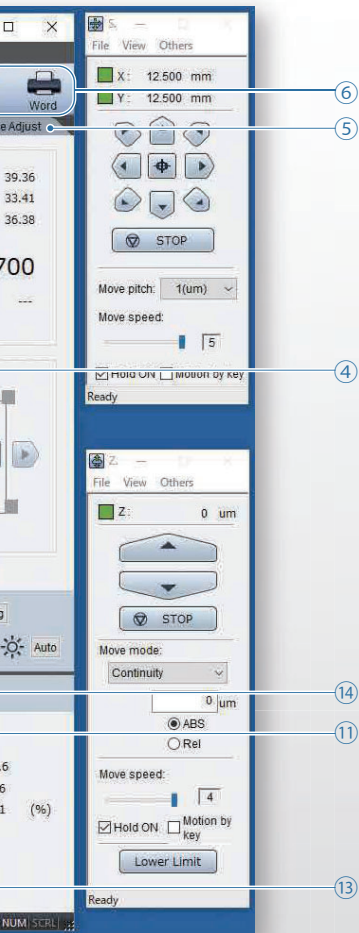 S.
File View Others
X: 12.500 mm
Y: 12.500 mm
STOP
Move pitch: 1(um)
Move speed:
5
Hold ON Motion by key
Ready
Word
e Adjust
39.36
33.41
36.38
700
---
g
Auto
.6
6
1 (%)
NUM SCRL
Z.
File View Others
Z: 0 um
STOP
Move mode:
Continuity
0 um
ABS
Rel
Move speed:
4
Hold ON Motion by
key
Lower Limit
Ready
⑥
⑤
④
⑭
⑪
⑬